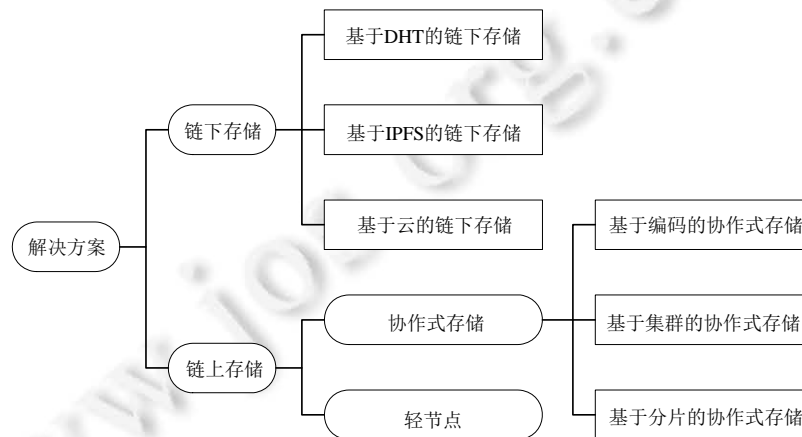 基于DHT的链下存储
链下存储
基于IPFS的链下存储
基于云的链下存储
基于编码的协作式存储
解决方案
协作式存储
基于集群的协作式存储
链上存储
轻节点
基于分片的协作式存储
www.jos.org.c